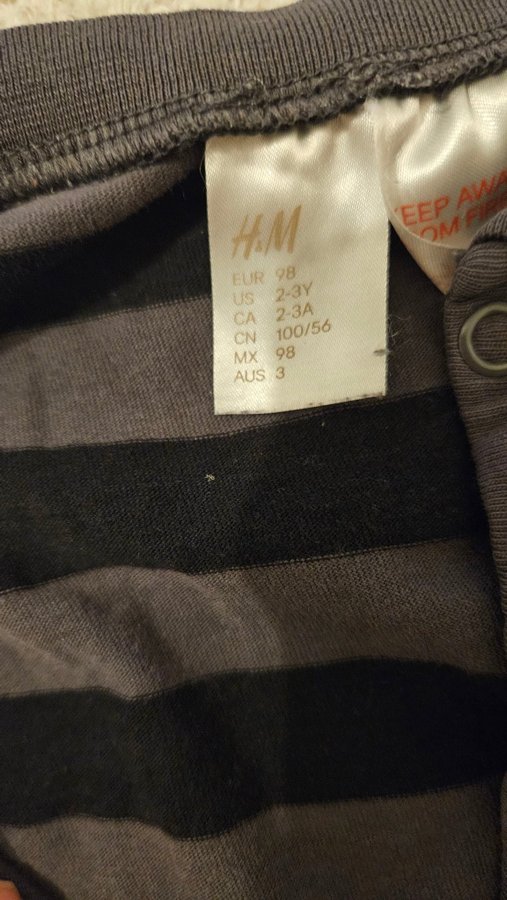 H&M
EUR 98
US 2-3Y
CA 2-3A
CN 100/56
MX 98
AUS 3
KEEP AWA
OM FI